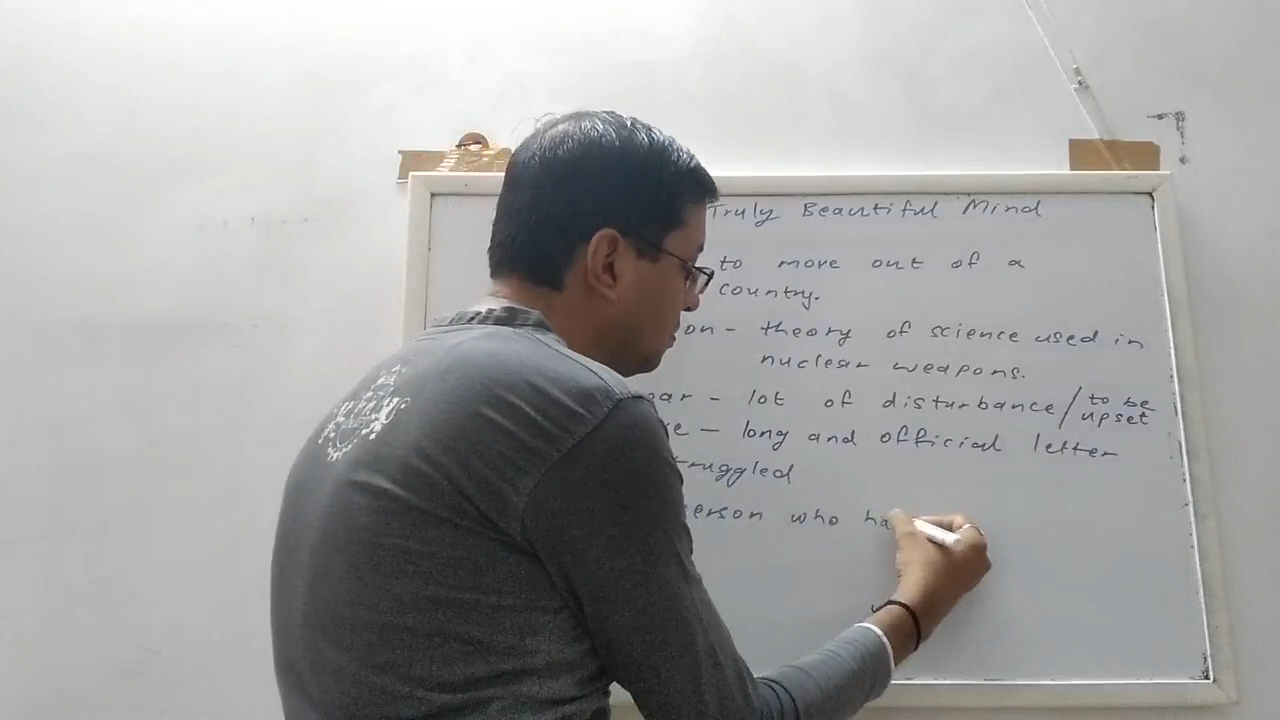 Truly Beautiful Mind
to move out of a
country.
on - theory of science used in
nuclear weapons.
ar - lot of disturbance/to be
upset
e - long and official letter
truggled
erson who ha